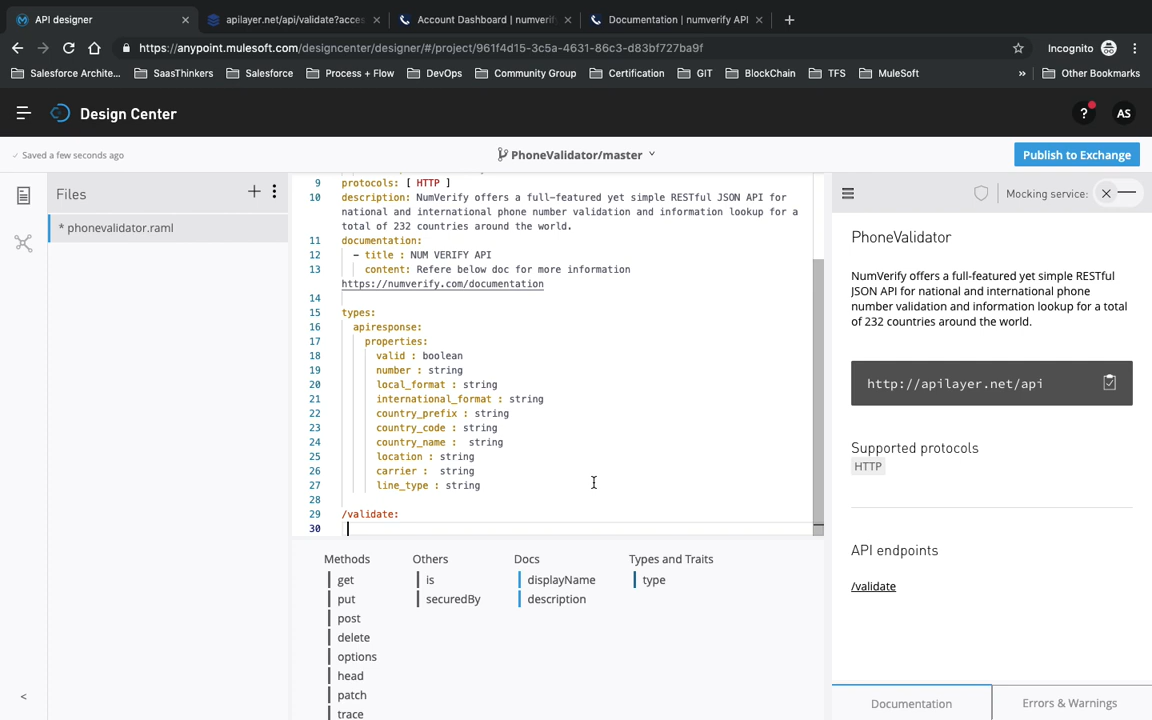 API designer
apilayer.net/api/validate?acces
Account Dashboard | numverif
Documentation | numverify API
https://anypoint.mulesoft.com/designcenter/designer/#/project/961f4d15-3c5a-4631-86c3-d83bf727ba9f
Incognito
Salesforce Archite... SaasThinkers Salesforce Process + Flow DevOps Community Group Certification GIT BlockChain TFS MuleSoft » Other Bookmarks
Design Center
? AS
✓ Saved a few seconds ago
PhoneValidator/master
Publish to Exchange
Files
* phonevalidator.raml
9 protocols: [ HTTP ]
10 description: NumVerify offers a full-featured yet simple RESTful JSON API for
national and international phone number validation and information lookup for a
total of 232 countries around the world.
11 documentation:
12 - title : NUM VERIFY API
13 content: Refere below doc for more information
https://numverify.com/documentation
14
15 types:
16 apiresponse:
17 properties:
18 valid : boolean
19 number : string
20 local_format : string
21 international_format : string
22 country_prefix : string
23 country_code : string
24 country_name : string
25 location : string
26 carrier : string
27 line_type : string
28
29 /validate:
30
Methods
get
put
post
delete
options
head
patch
trace
Others
is
securedBy
Docs
displayName
description
Types and Traits
type
Mocking service:
PhoneValidator
NumVerify offers a full-featured yet simple RESTful
JSON API for national and international phone
number validation and information lookup for a total
of 232 countries around the world.
http://apilayer.net/api
Supported protocols
HTTP
API endpoints
/validate
Documentation
Errors & Warnings